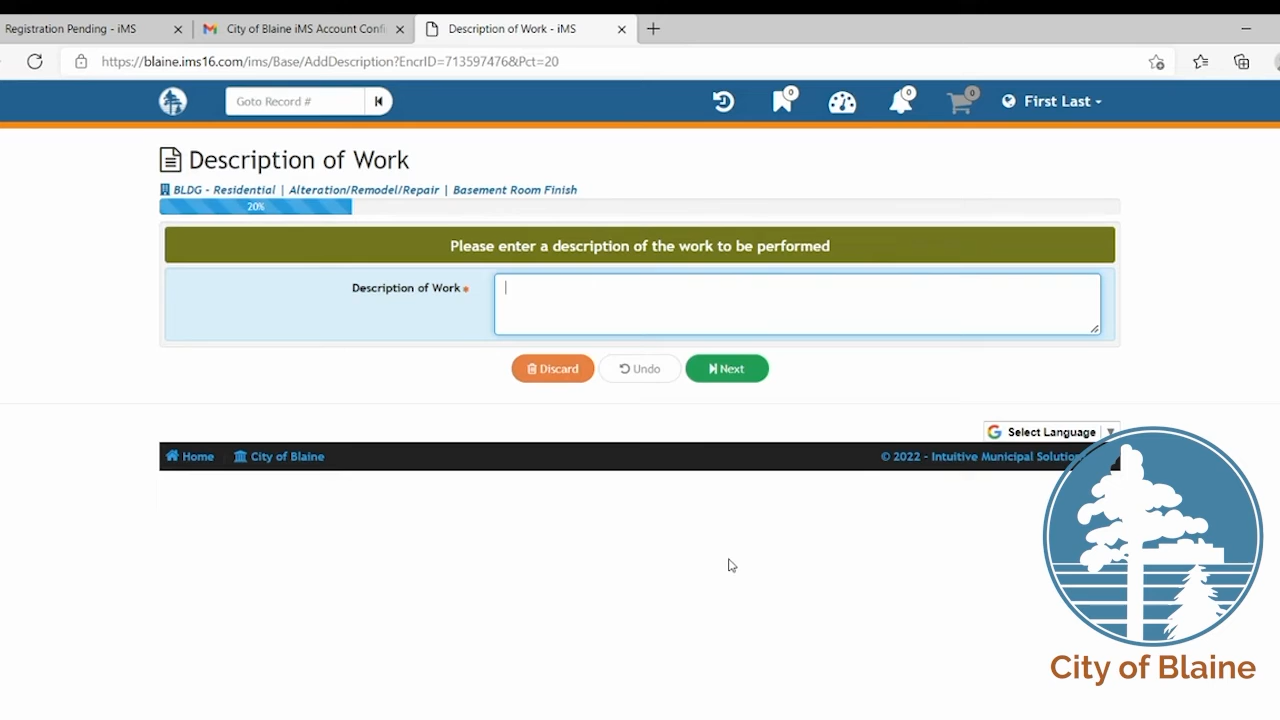 Registration Pending - iMS
City of Blaine iMS Account Confi
Description of Work - iMS
https://blaine.ims16.com/ims/Base/AddDescription?EncrID=713597476&Pct=20
Goto Record #
0
0
0
First Last
Description of Work
BLDG - Residential | Alteration/Remodel/Repair | Basement Room Finish
20%
Please enter a description of the work to be performed
Description of Work *
Discard
Undo
Next
G Select Language
Home
City of Blaine
© 2022 - Intuitive Municipal Solution
City of Blaine